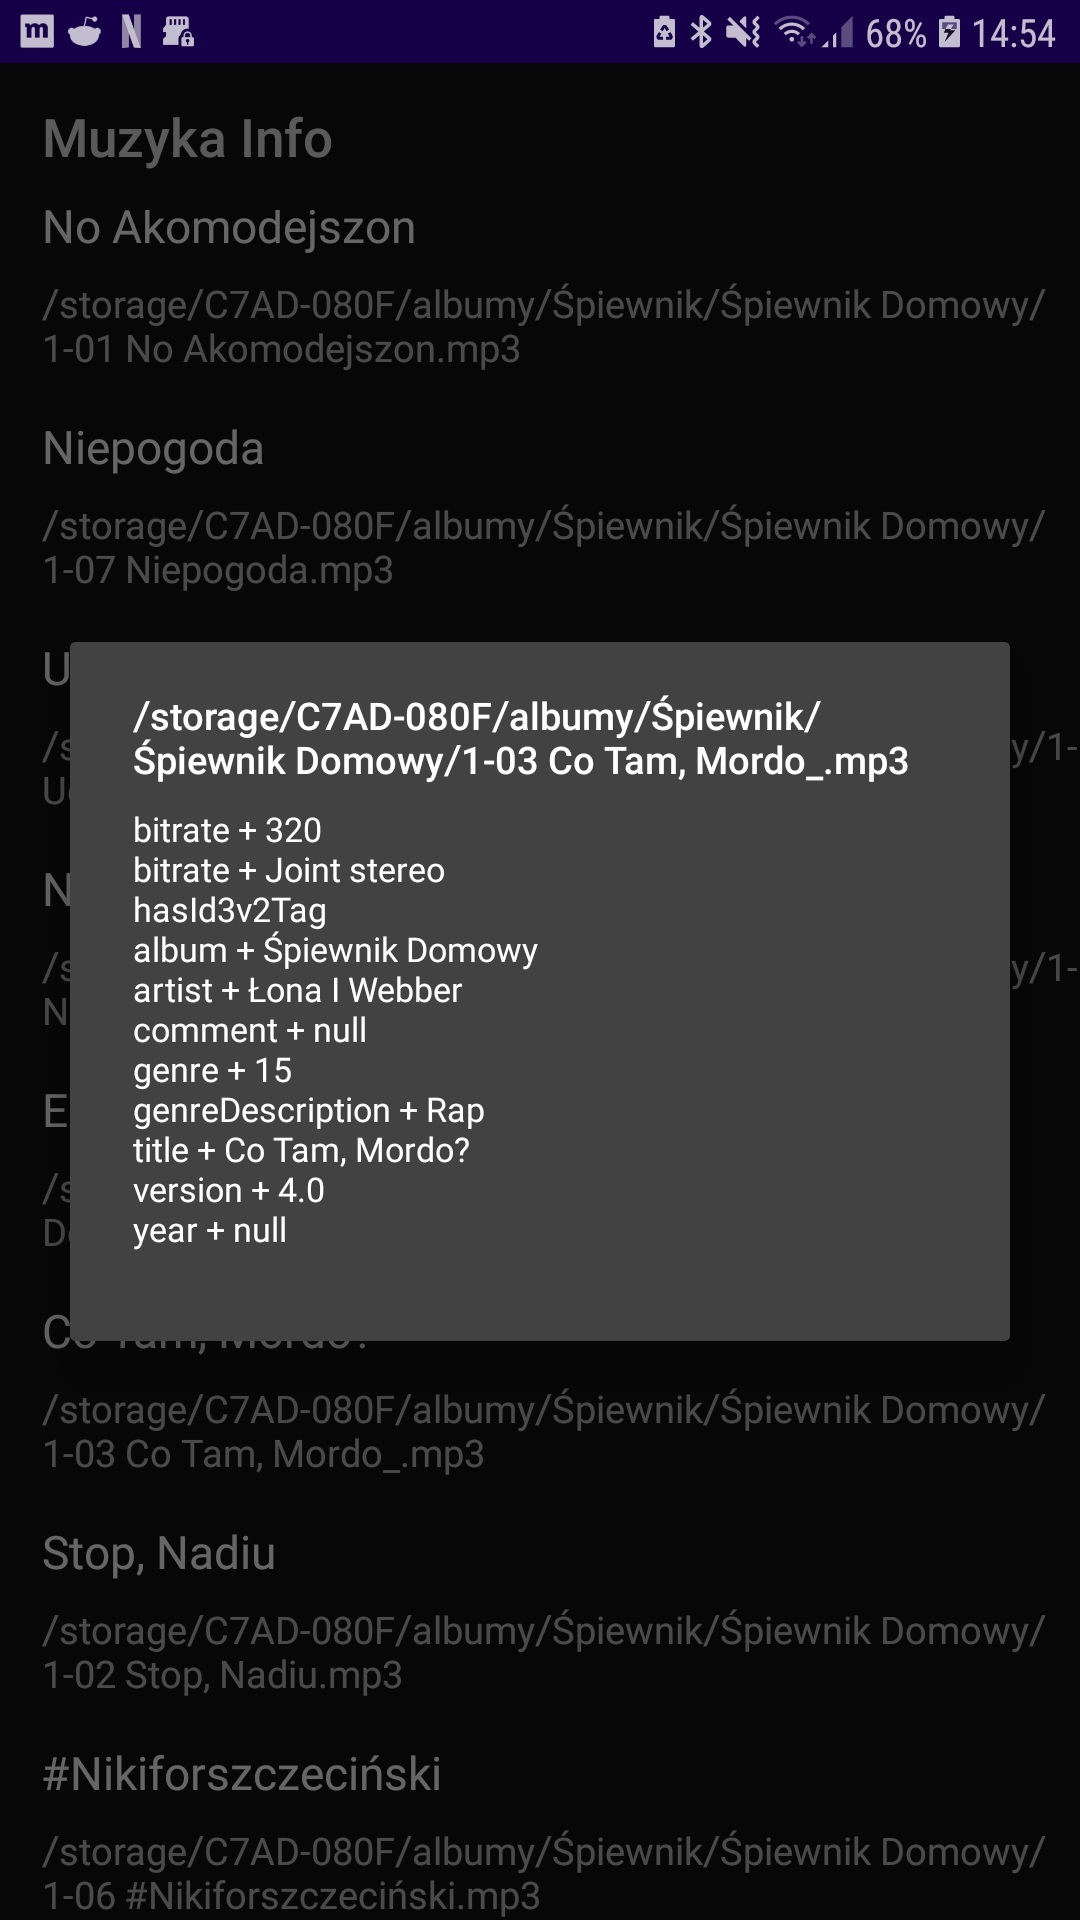 68% 14:54
Muzyka Info
No Akomodejszon
/storage/C7AD-080F/albumy/Śpiewnik/Śpiewnik Domowy/
1-01 No Akomodejszon.mp3
Niepogoda
/storage/C7AD-080F/albumy/Śpiewnik/Śpiewnik Domowy/
1-07 Niepogoda.mp3
/storage/C7AD-080F/albumy/Śpiewnik/
Śpiewnik Domowy/1-03 Co Tam, Mordo_.mp3
bitrate + 320
bitrate + Joint stereo
hasId3v2Tag
album + Śpiewnik Domowy
artist + Łona I Webber
comment + null
genre + 15
genreDescription + Rap
title + Co Tam, Mordo?
version + 4.0
year + null
Co Tam, Mordo?
/storage/C7AD-080F/albumy/Śpiewnik/Śpiewnik Domowy/
1-03 Co Tam, Mordo_.mp3
Stop, Nadiu
/storage/C7AD-080F/albumy/Śpiewnik/Śpiewnik Domowy/
1-02 Stop, Nadiu.mp3
#Nikiforszczeciński
/storage/C7AD-080F/albumy/Śpiewnik/Śpiewnik Domowy/
1-06 #Nikiforszczeciński.mp3